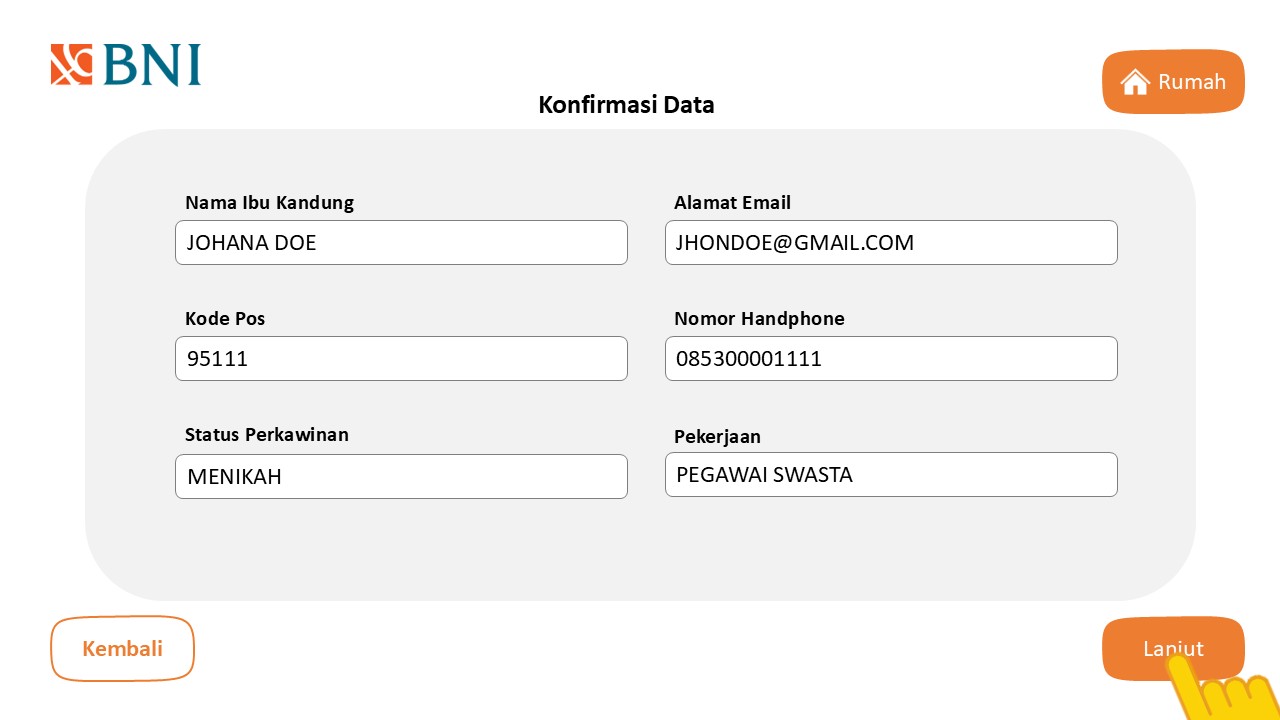 BNI
Rumah
Konfirmasi Data
Nama Ibu Kandung
JOHANA DOE
Alamat Email
JHONDOE@GMAIL.COM
Kode Pos
95111
Nomor Handphone
085300001111
Status Perkawinan
MENIKAH
Pekerjaan
PEGAWAI SWASTA
Kembali
Lanjut